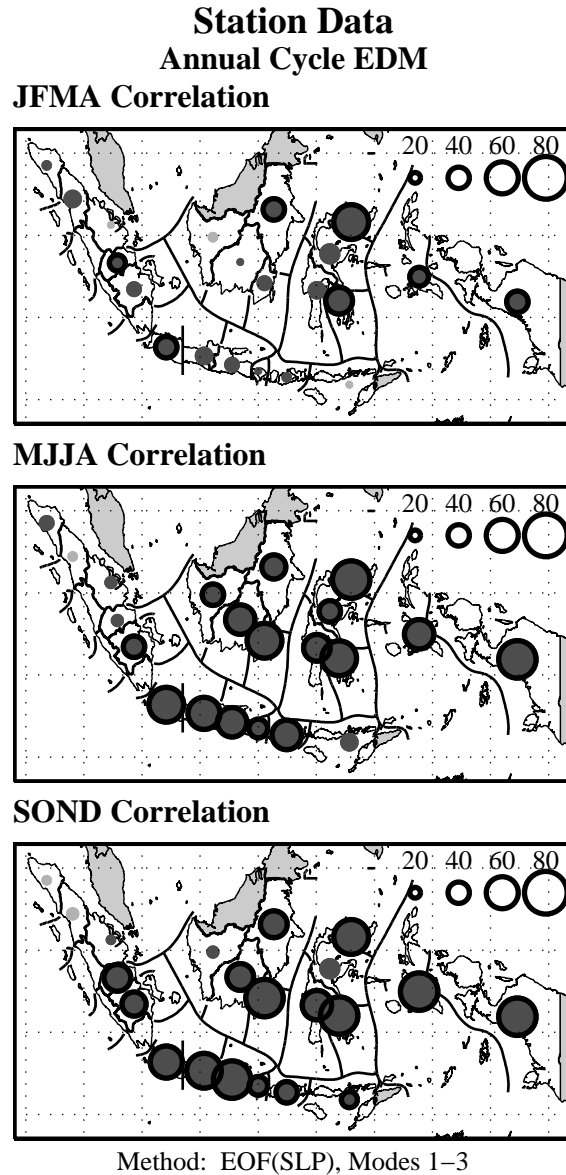 Station Data
Annual Cycle EDM
JFMA Correlation
20 40 60 80
MJJA Correlation
20 40 60 80
SOND Correlation
20 40 60 80
Method: EOF(SLP), Modes 1−3